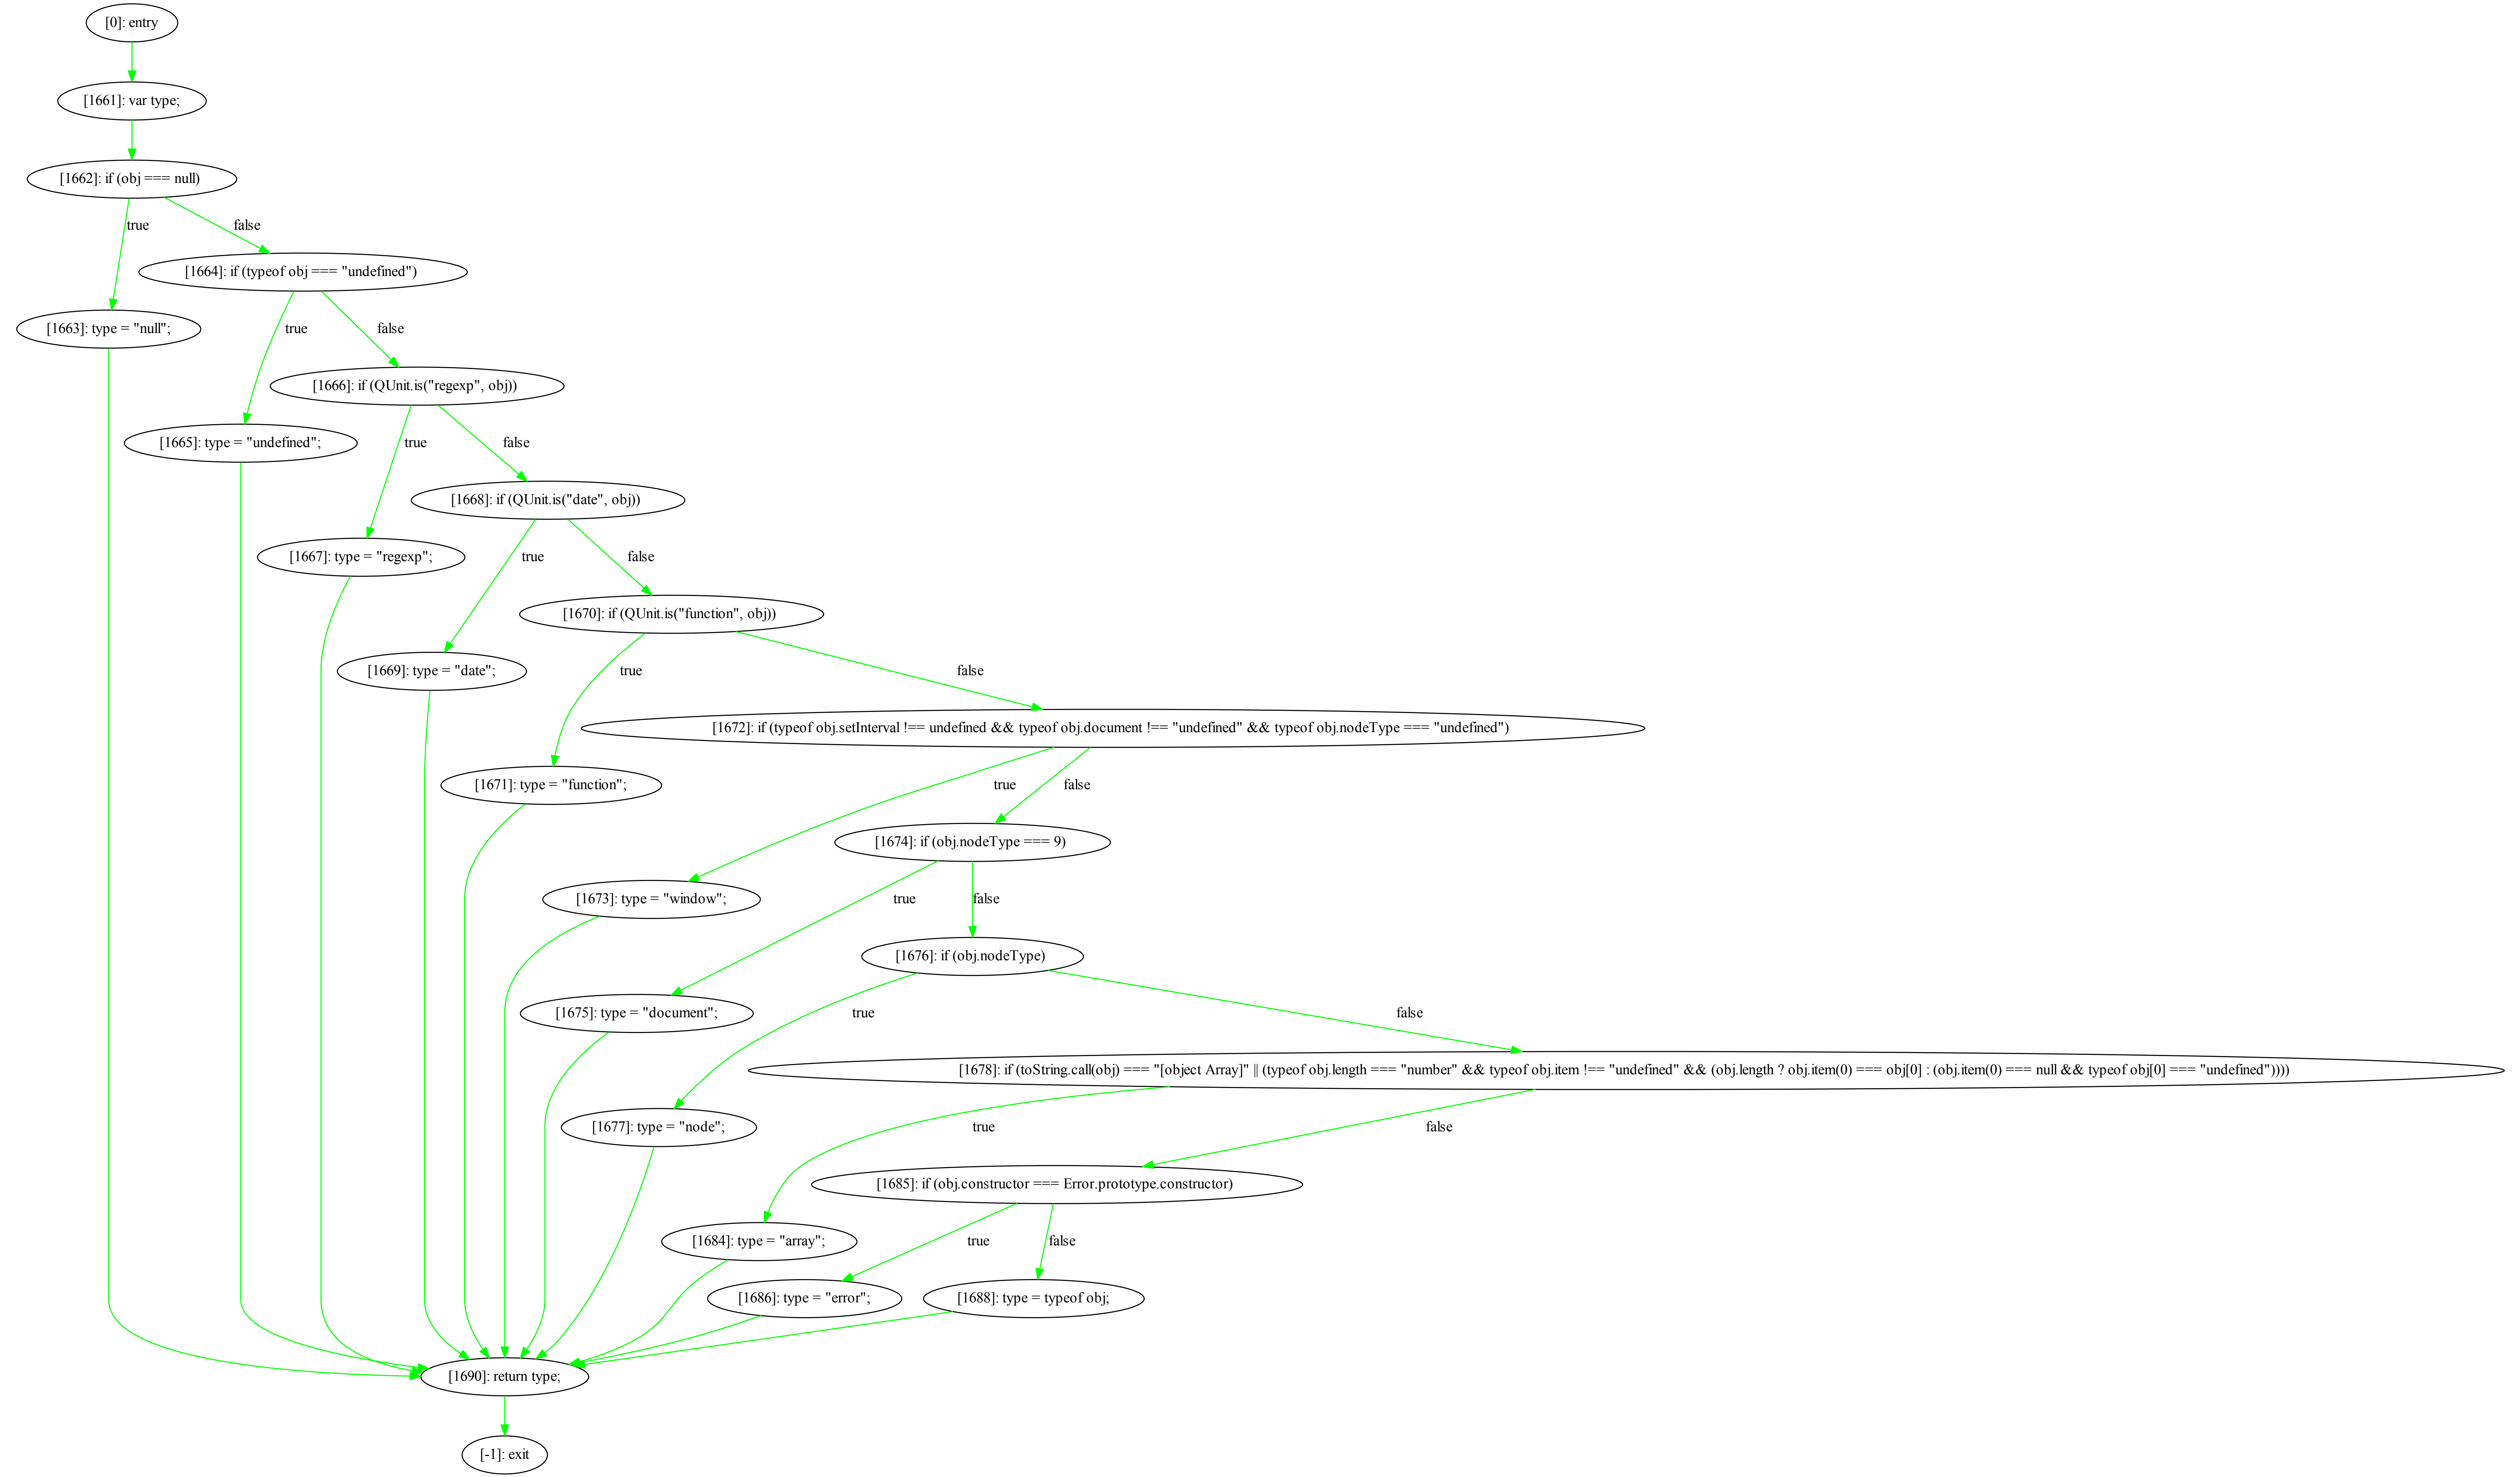 [0]: entry
[1661]: var type;
[1662]: if (obj === null)
true
false
[1664]: if (typeof obj === "undefined")
[1663]: type = "null";
true
false
[1666]: if (QUnit.is("regexp", obj))
[1665]: type = "undefined";
true
false
[1668]: if (QUnit.is("date", obj))
[1667]: type = "regexp";
true
false
[1670]: if (QUnit.is("function", obj))
[1669]: type = "date";
true
false
[1672]: if (typeof obj.setInterval !== undefined && typeof obj.document !== "undefined" && typeof obj.nodeType === "undefined")
[1671]: type = "function";
true
false
[1674]: if (obj.nodeType === 9)
[1673]: type = "window";
true
false
[1676]: if (obj.nodeType)
[1675]: type = "document";
true
false
[1678]: if (toString.call(obj) === "[object Array]" || (typeof obj.length === "number" && typeof obj.item !== "undefined" && (obj.length ? obj.item(0) === obj[0] : (obj.item(0) === null && typeof obj[0] === "undefined"))))
[1677]: type = "node";
true
false
[1685]: if (obj.constructor === Error.prototype.constructor)
[1684]: type = "array";
true
false
[1686]: type = "error";
[1688]: type = typeof obj;
[1690]: return type;
[-1]: exit